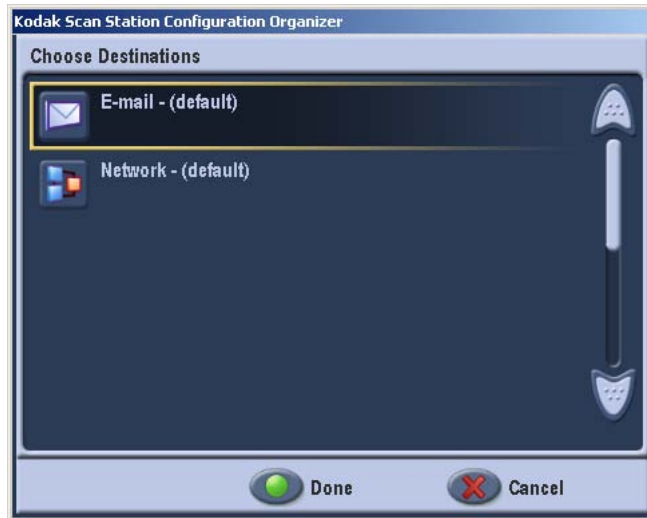 Kodak Scan Station Configuration Organizer
Choose Destinations
E-mail - (default)
Network - (default)
Done
Cancel